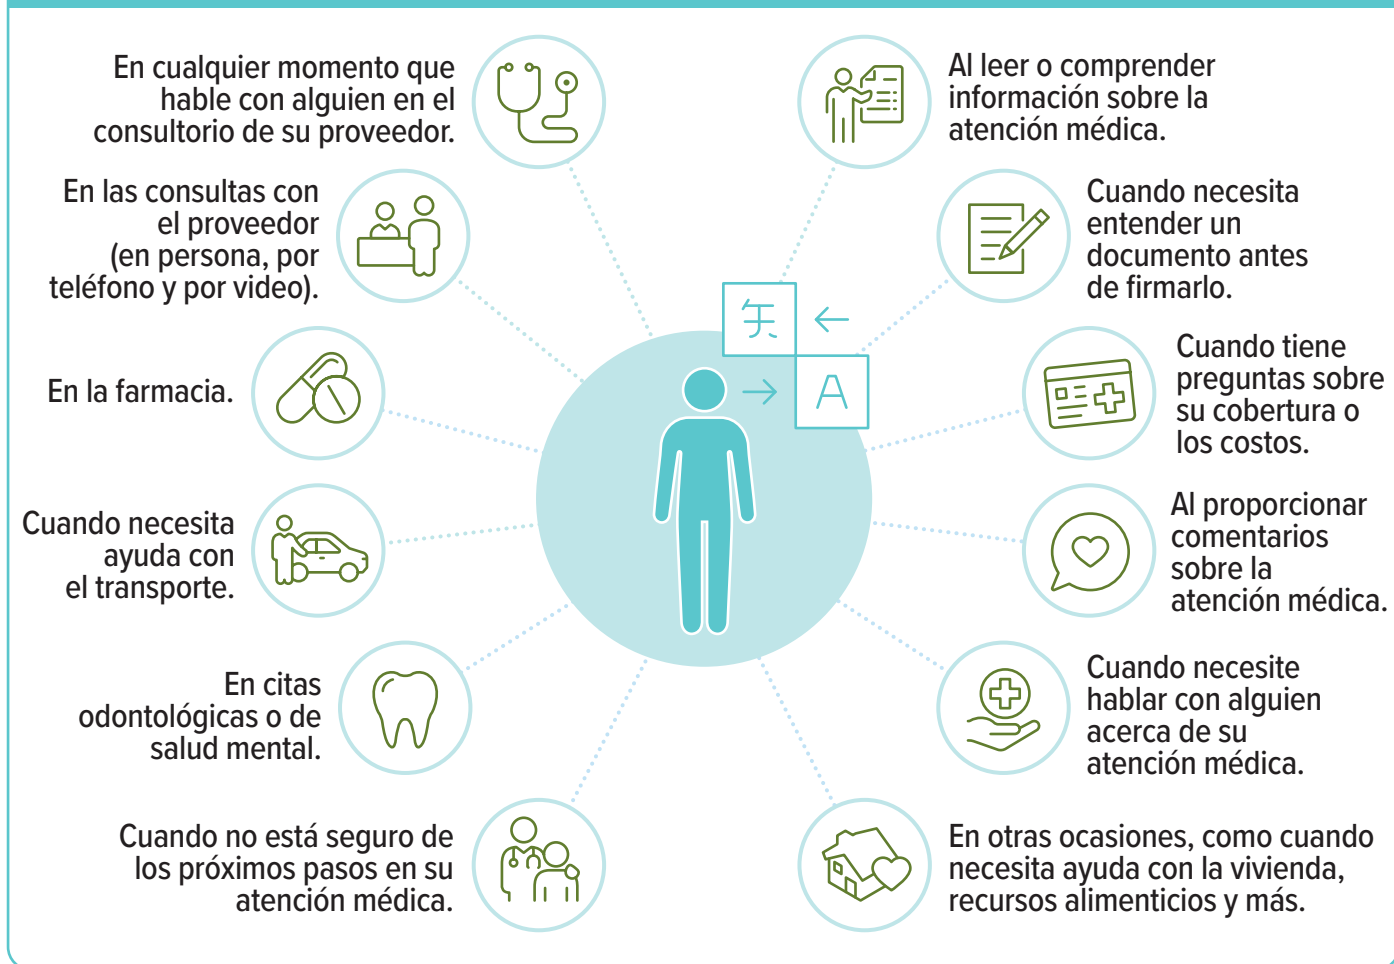 En cualquier momento que
hable con alguien en el
consultorio de su proveedor.
En las consultas con
el proveedor
(en persona, por
teléfono y por video).
En la farmacia.
Cuando necesita
ayuda con
el transporte.
En citas
odontológicas o de
salud mental.
Cuando no está seguro de
los próximos pasos en su
atención médica.
A
Al leer o comprender
información sobre la
atención médica.
Cuando necesita
entender un
documento antes
de firmarlo.
Cuando tiene
preguntas sobre
su cobertura o
los costos.
Al proporcionar
comentarios
sobre la
atención médica.
Cuando necesite
hablar con alguien
acerca de su
atención médica.
En otras ocasiones, como cuando
necesita ayuda con la vivienda,
recursos alimenticios y más.